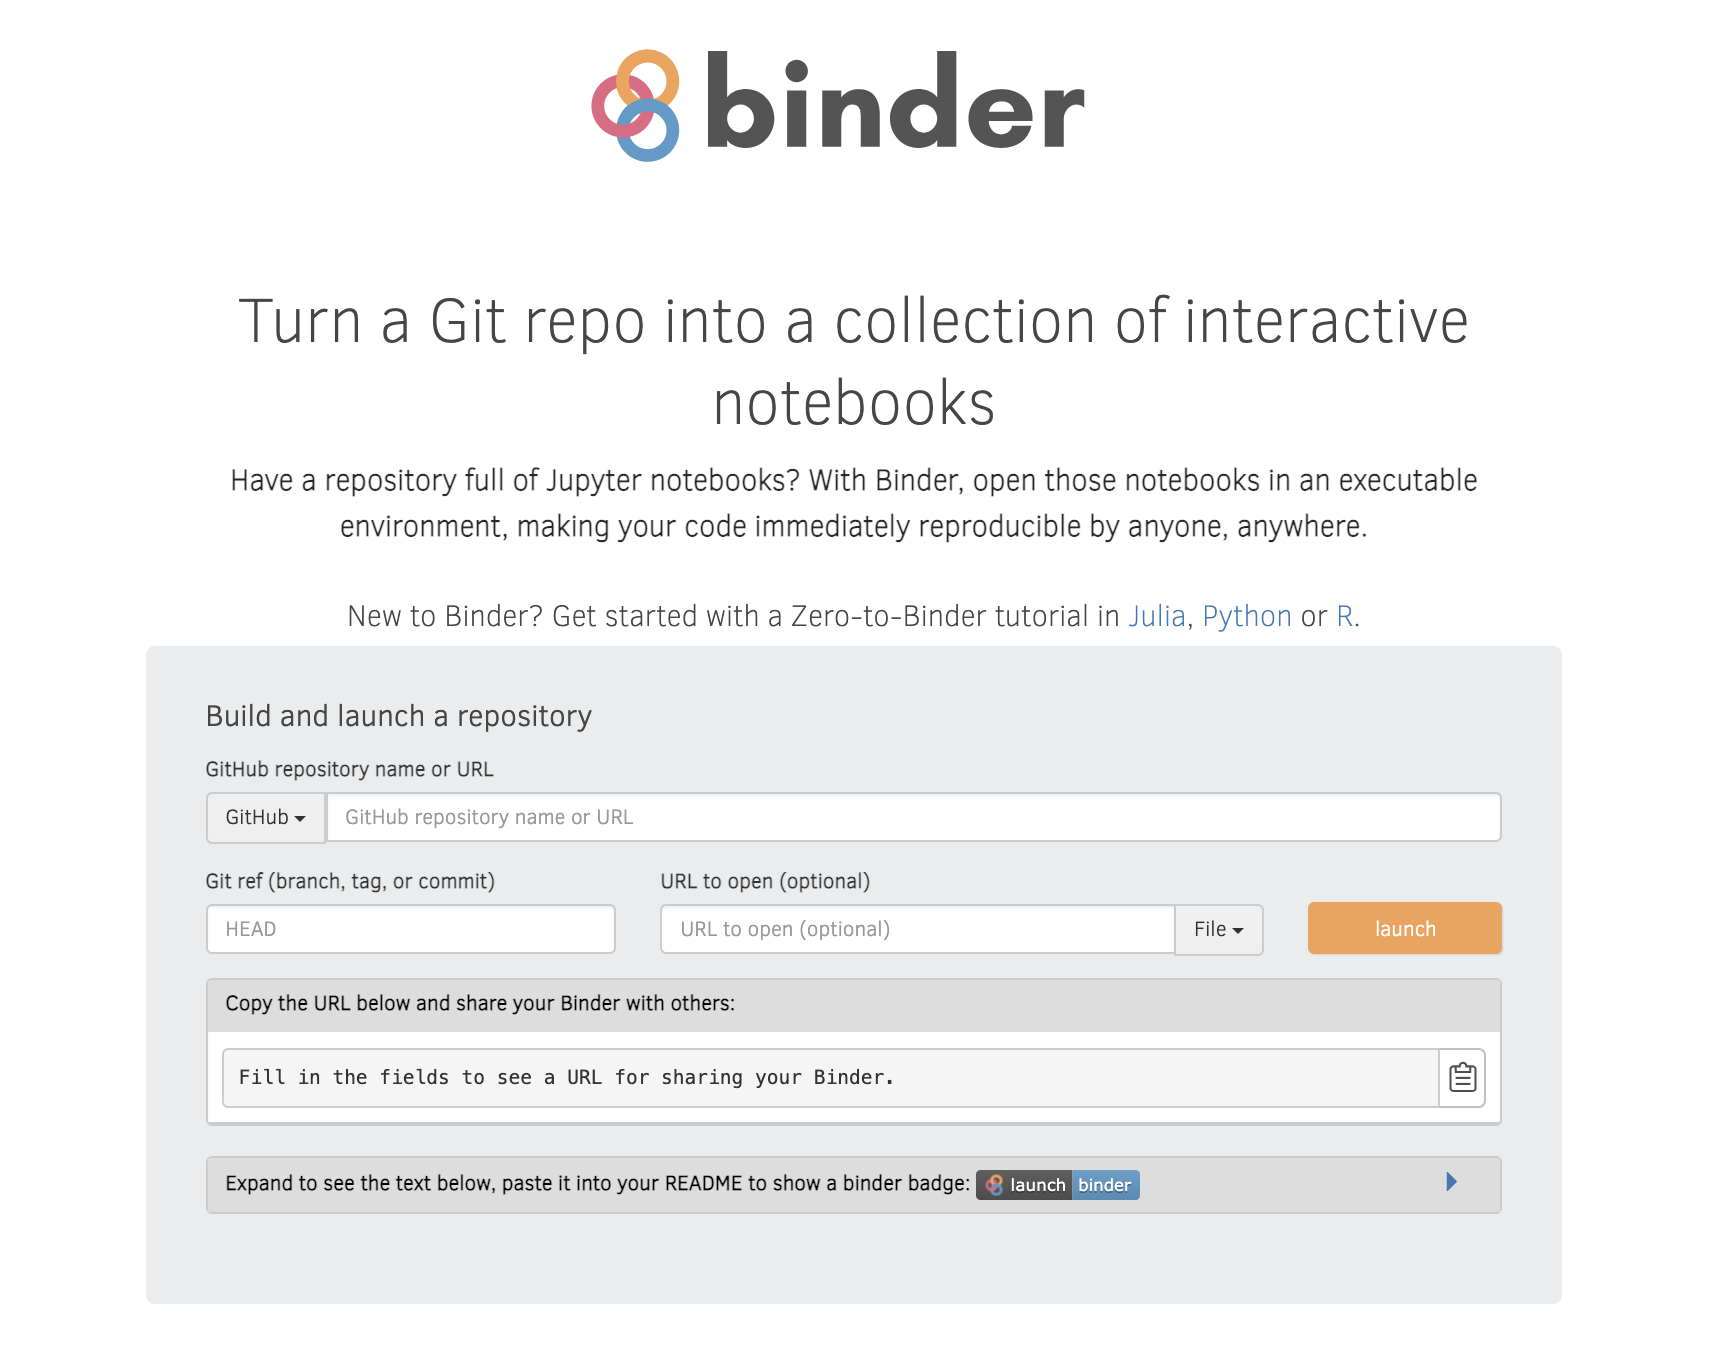 binder
Turn a Git repo into a collection of interactive
notebooks
Have a repository full of Jupyter notebooks? With Binder, open those notebooks in an executable
environment, making your code immediately reproducible by anyone, anywhere.
New to Binder? Get started with a Zero-to-Binder tutorial in Julia, Python or R.
Build and launch a repository
GitHub repository name or URL
GitHub GitHub repository name or URL
Git ref (branch, tag, or commit) URL to open (optional)
HEAD URL to open (optional) File launch
Copy the URL below and share your Binder with others:
Fill in the fields to see a URL for sharing your Binder.
Expand to see the text below, paste it into your README to show a binder badge: launch binder